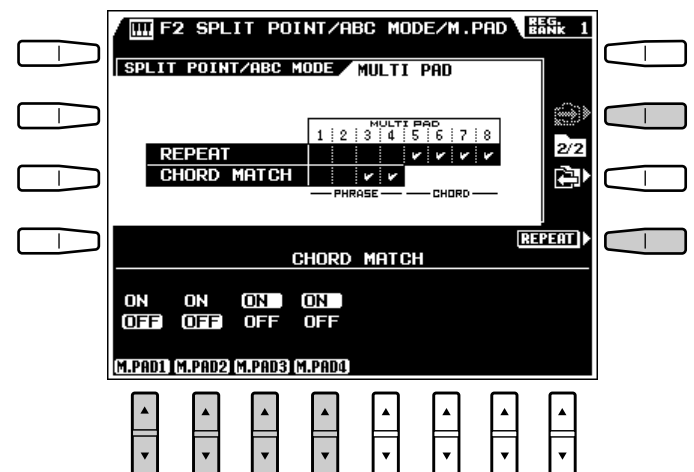 F2 SPLIT POINT/ABC MODE/M.PAD REG. BANK 1
SPLIT POINT/ABC MODE MULTI PAD
MULTI PAD
1 2 3 4 5 6 7 8
REPEAT
CHORD MATCH
PHRASE CHORD
2/2
REPEAT
CHORD MATCH
ON ON ON ON
OFF OFF OFF OFF
M.PAD1 M.PAD2 M.PAD3 M.PAD4